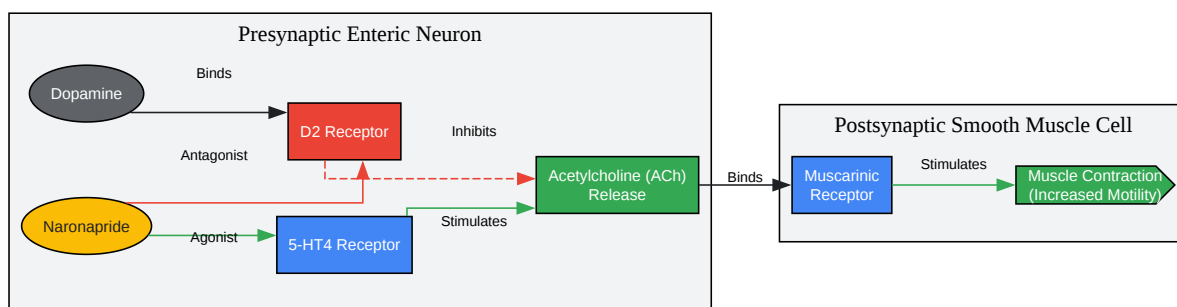 Presynaptic Enteric Neuron
Dopamine
Binds
D2 Receptor
Inhibits
Antagonist
Acetylcholine (ACh)
Release
Naronapride
Agonist
5-HT4 Receptor
Stimulates
Binds
Postsynaptic Smooth Muscle Cell
Muscarinic
Receptor
Stimulates
Muscle Contraction
(Increased Motility)